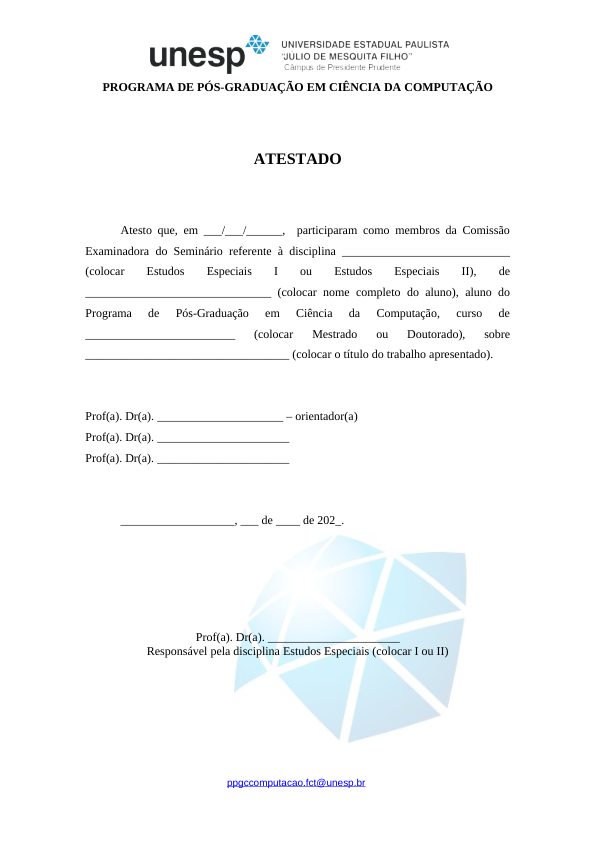 unesp
UNIVERSIDADE ESTADUAL PAULISTA
"JÚLIO DE MESQUITA FILHO"
Câmpus de Presidente Prudente
PROGRAMA DE PÓS-GRADUAÇÃO EM CIÊNCIA DA COMPUTAÇÃO
ATESTADO
Atesto que, em ___/___/______, participaram como membros da Comissão
Examinadora do Seminário referente à disciplina ____________________________
(colocar Estudos Especiais I ou Estudos Especiais II), de
_______________________________ (colocar nome completo do aluno), aluno do
Programa de Pós-Graduação em Ciência da Computação, curso de
_________________________ (colocar Mestrado ou Doutorado), sobre
__________________________________ (colocar o título do trabalho apresentado).
Prof(a). Dr(a). _____________________ – orientador(a)
Prof(a). Dr(a). ______________________
Prof(a). Dr(a). ______________________
___________________, ___ de ____ de 202_.
Prof(a). Dr(a). ______________________
Responsável pela disciplina Estudos Especiais (colocar I ou II)
ppgccomputacao.fct@unesp.br